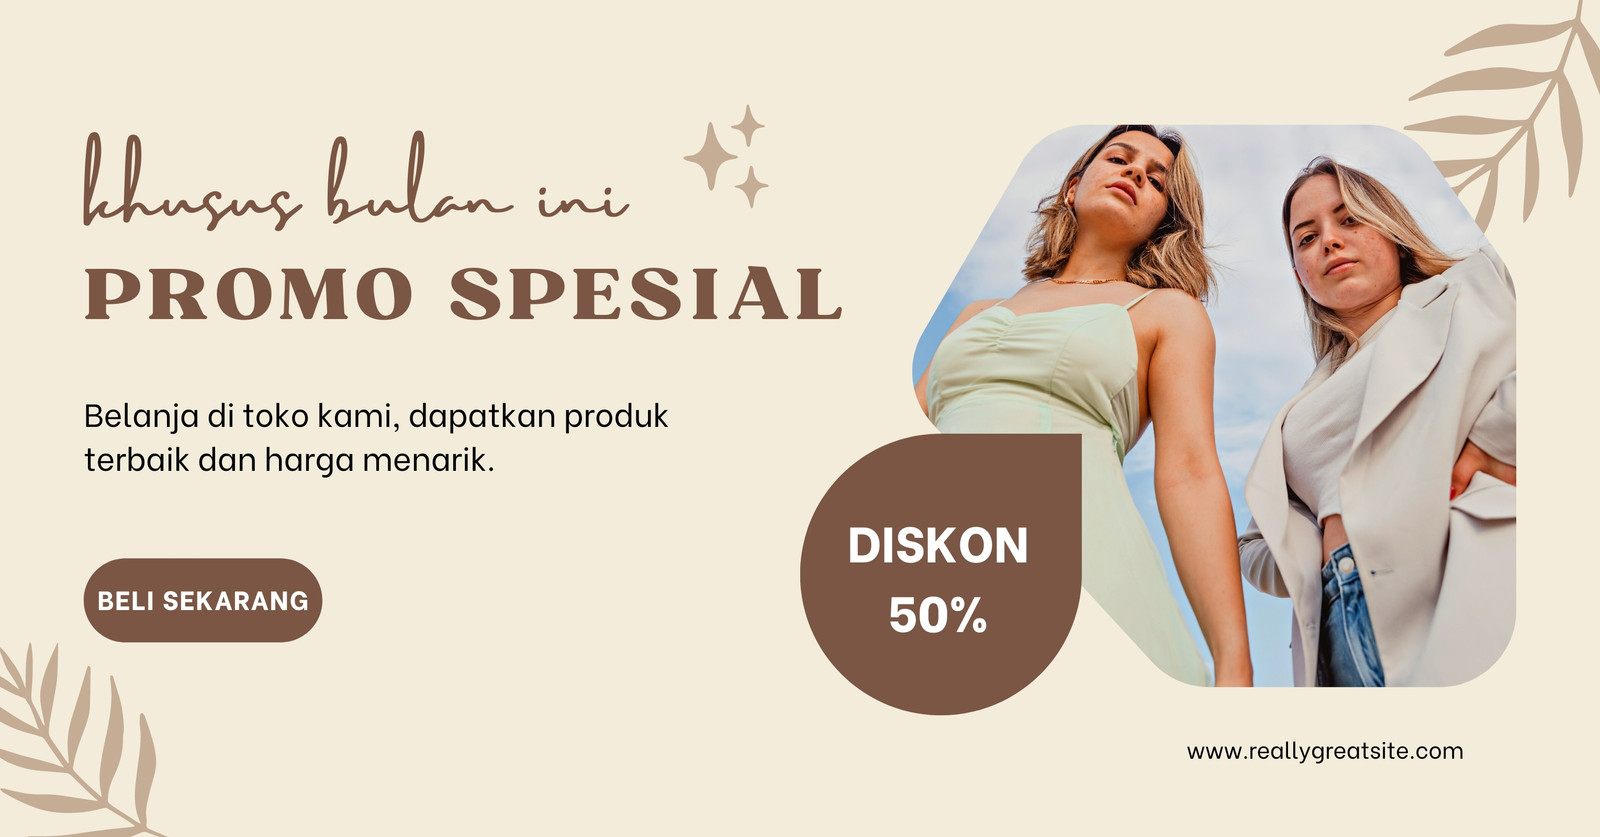 khusus bulan ini
PROMO SPESIAL
Belanja di toko kami, dapatkan produk
terbaik dan harga menarik.
BELI SEKARANG
DISKON
50%
www.reallygreatsite.com